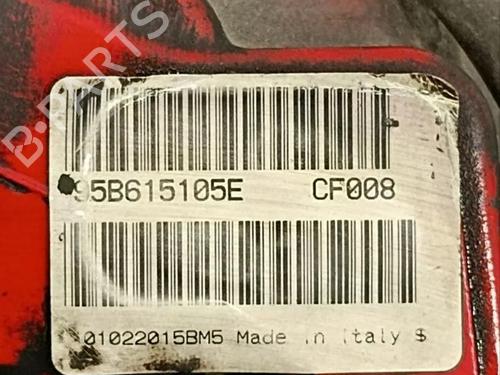 B-PARTS
95B615105E CF008
01022015BM5 Made in Italy $